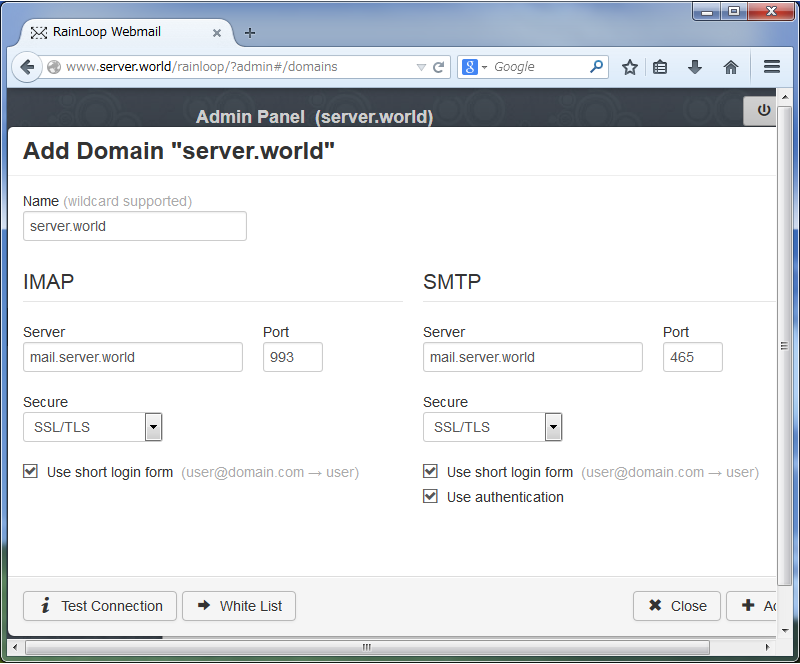 RainLoop Webmail
www.server.world/rainloop/?admin#/domains
Google
Admin Panel (server.world)
Add Domain "server.world"
Name (wildcard supported)
server.world
IMAP
SMTP
Server Port
Server Port
mail.server.world 993
mail.server.world 465
Secure
Secure
SSL/TLS
SSL/TLS
Use short login form (user@domain.com → user)
Use short login form (user@domain.com → user)
Use authentication
Test Connection White List Close